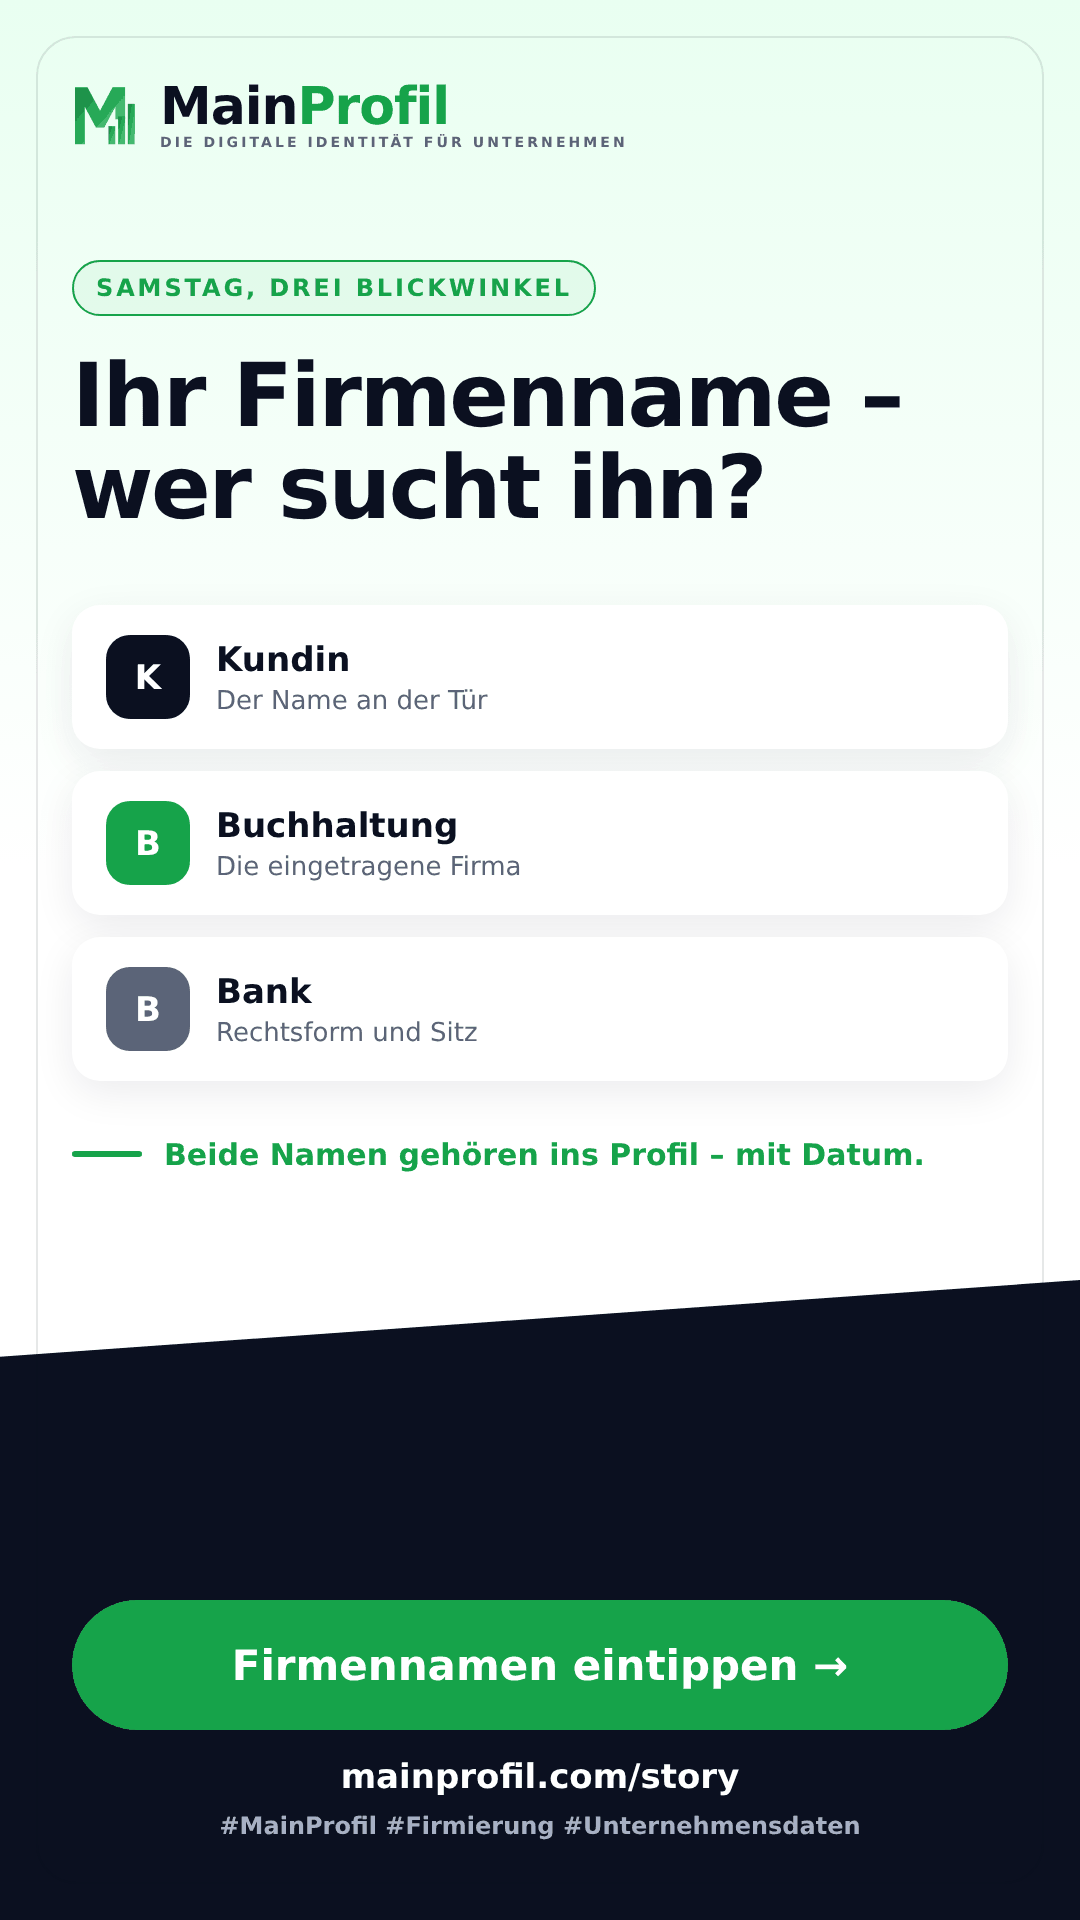 MainProfil
DIE DIGITALE IDENTITÄT FÜR UNTERNEHMEN
SAMSTAG, DREI BLICKWINKEL
Ihr Firmenname –
wer sucht ihn?
K
Kundin
Der Name an der Tür
B
Buchhaltung
Die eingetragene Firma
B
Bank
Rechtsform und Sitz
Beide Namen gehören ins Profil – mit Datum.
Firmennamen eintippen →
mainprofil.com/story
#MainProfil #Firmierung #Unternehmensdaten